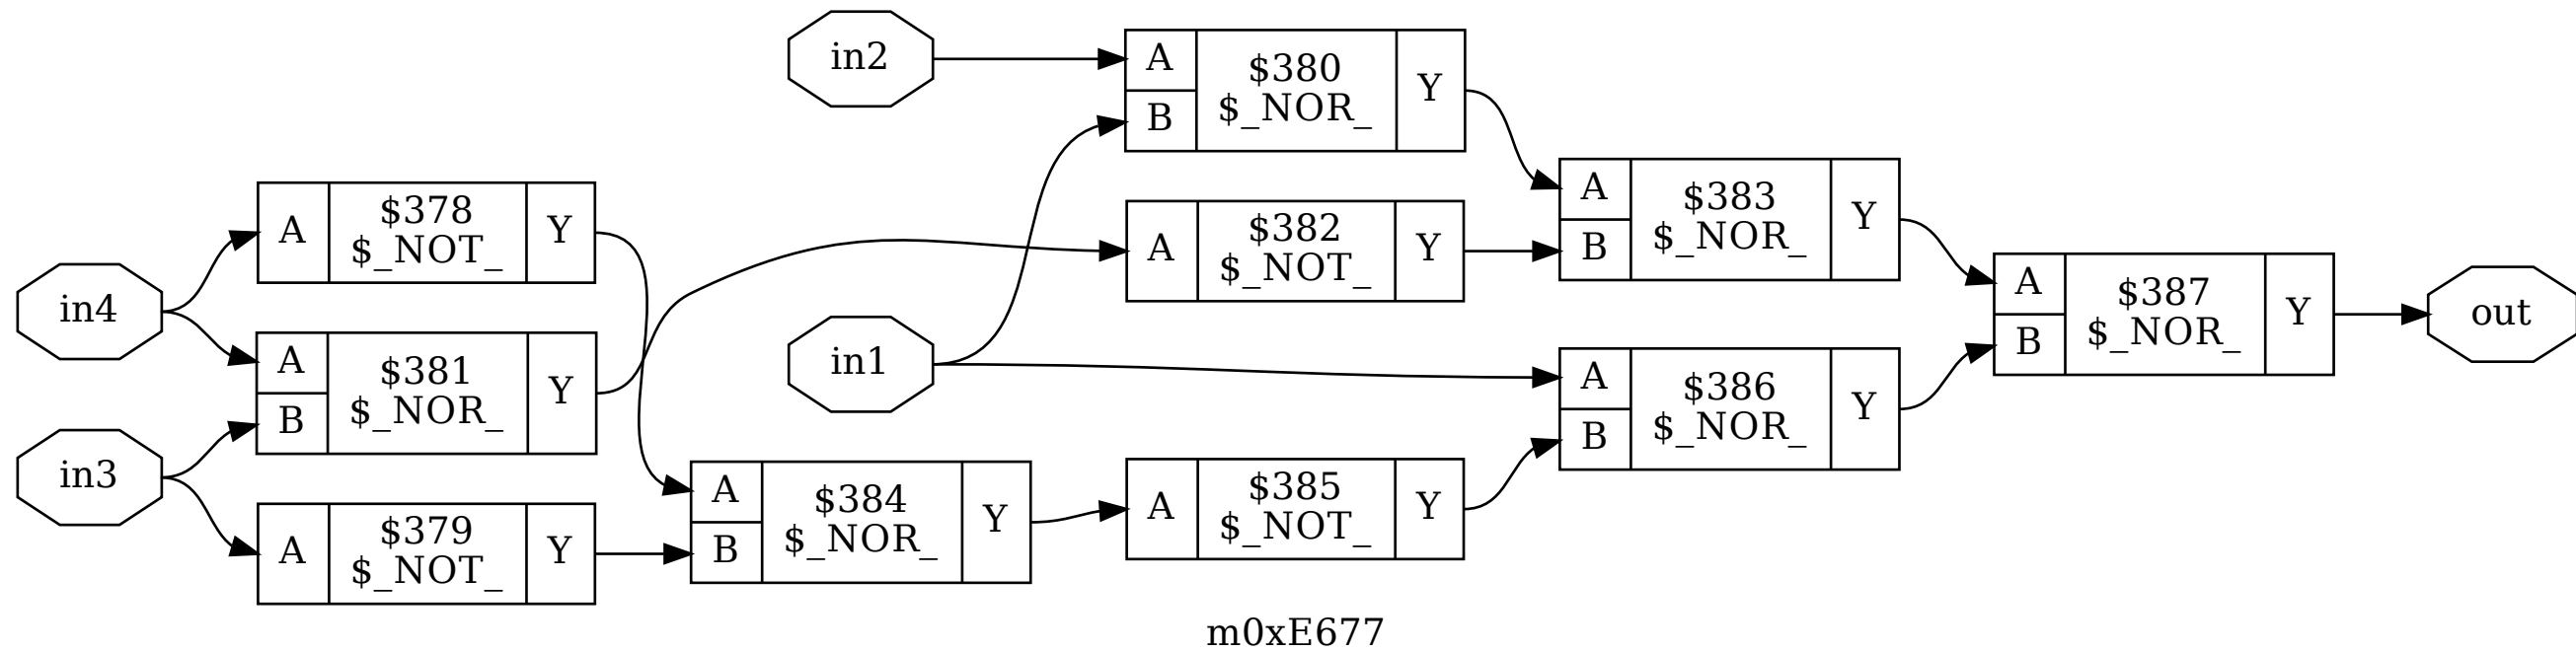 in2
A
B
$380
$_NOR_
Y
A
$378
$_NOT_
Y
A
$382
$_NOT_
Y
A
B
$383
$_NOR_
Y
in4
A
B
$381
$_NOR_
Y
in1
A
B
$387
$_NOR_
Y
out
in3
A
$379
$_NOT_
Y
A
B
$384
$_NOR_
Y
A
$385
$_NOT_
Y
A
B
$386
$_NOR_
Y
m0xE677